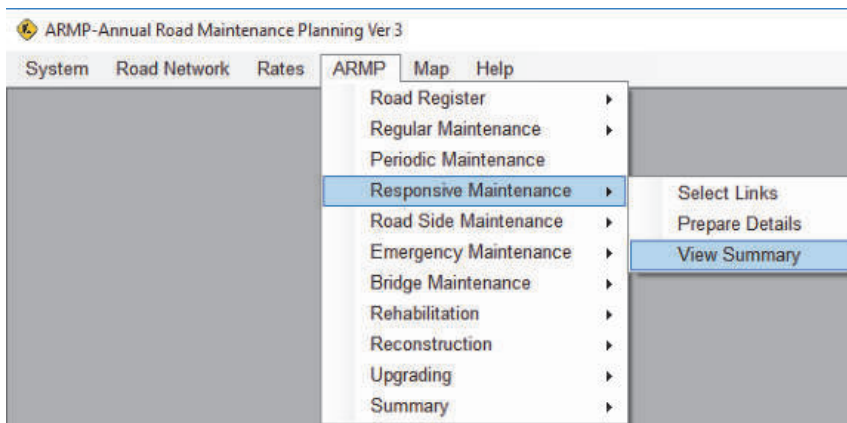 ARMP-Annual Road Maintenance Planning Ver 3
System Road Network Rates ARMP Map Help
Road Register
Regular Maintenance
Periodic Maintenance
Responsive Maintenance
Select Links
Road Side Maintenance
Prepare Details
Emergency Maintenance
View Summary
Bridge Maintenance
Rehabilitation
Reconstruction
Upgrading
Summary